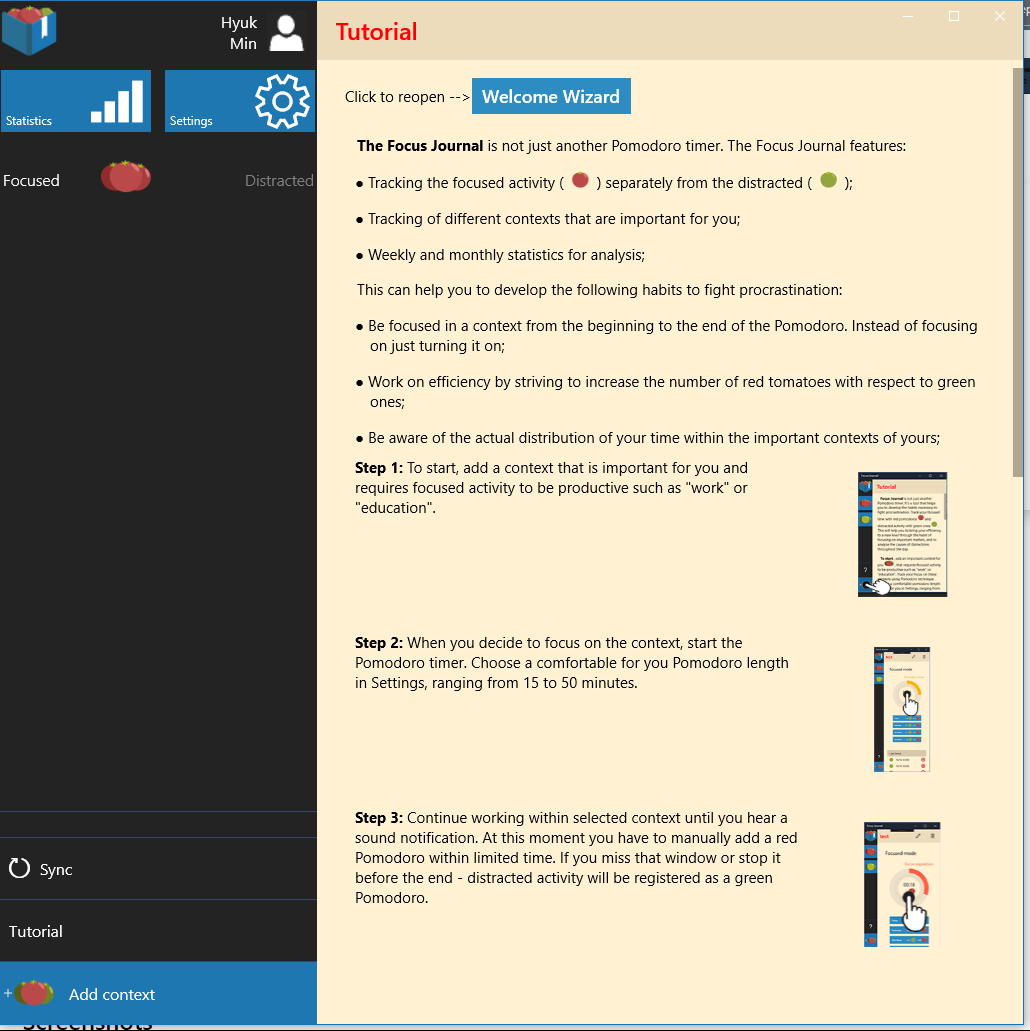 Hyuk
Min
Statistics
Settings
Focused
Distracted
Sync
Tutorial
Add context
Screenshots
Tutorial
Click to reopen -->
Welcome Wizard
The Focus Journal is not just another Pomodoro timer. The Focus Journal features:
● Tracking the focused activity ( ) separately from the distracted ( );
● Tracking of different contexts that are important for you;
● Weekly and monthly statistics for analysis;
This can help you to develop the following habits to fight procrastination:
● Be focused in a context from the beginning to the end of the Pomodoro. Instead of focusing
on just turning it on;
● Work on efficiency by striving to increase the number of red tomatoes with respect to green
ones;
● Be aware of the actual distribution of your time within the important contexts of yours;
Step 1: To start, add a context that is important for you and
requires focused activity to be productive such as "work" or
"education".
Tutorial
Step 2: When you decide to focus on the context, start the
Pomodoro timer. Choose a comfortable for you Pomodoro length
in Settings, ranging from 15 to 50 minutes.
test
Focused mode
Step 3: Continue working within selected context until you hear a
sound notification. At this moment you have to manually add a red
Pomodoro within limited time. If you miss that window or stop it
before the end - distracted activity will be registered as a green
Pomodoro.
test
Focused mode